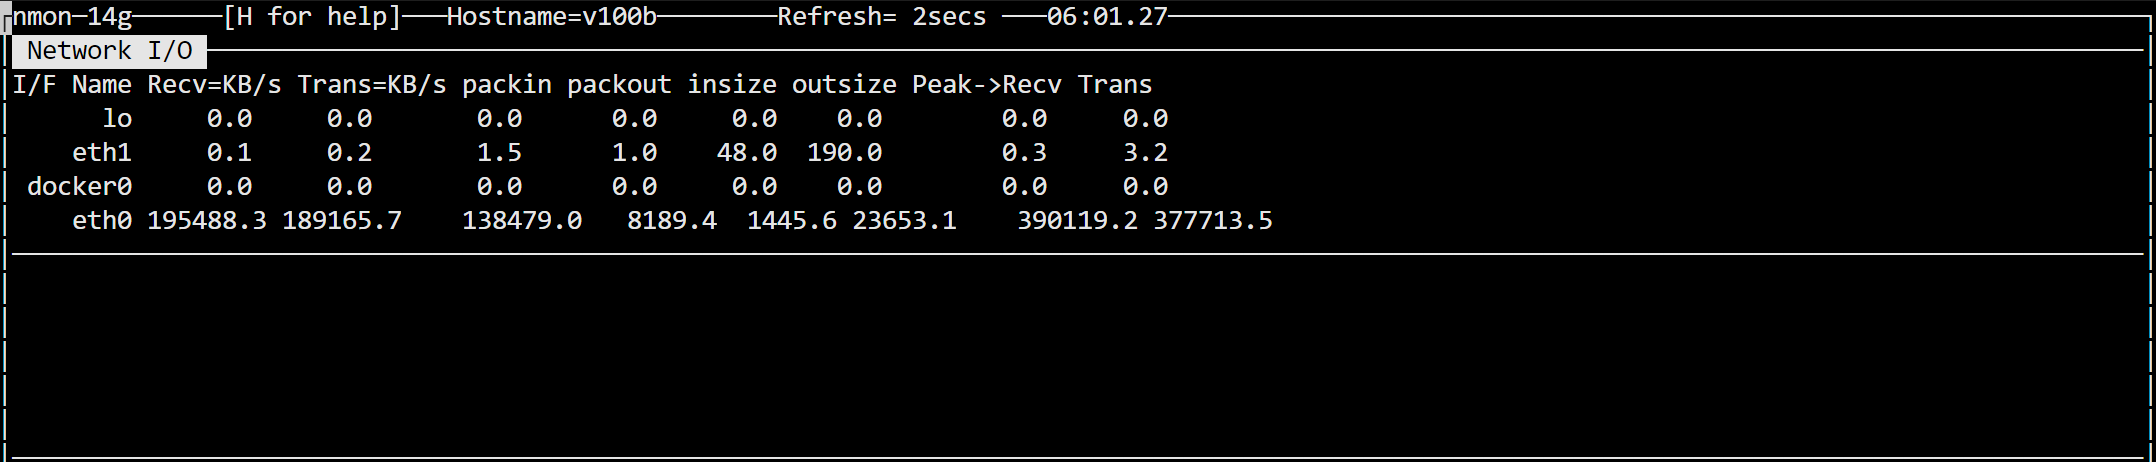 nmon-14g [H for help] Hostname=v100b Refresh= 2secs 06:01.27
Network I/O
I/F Name Recv=KB/s Trans=KB/s packin packout insize outsize Peak->Recv Trans
lo 0.0 0.0 0.0 0.0 0.0 0.0 0.0 0.0
eth1 0.1 0.2 1.5 1.0 48.0 190.0 0.3 3.2
docker0 0.0 0.0 0.0 0.0 0.0 0.0 0.0 0.0
eth0 195488.3 189165.7 138479.0 8189.4 1445.6 23653.1 390119.2 377713.5